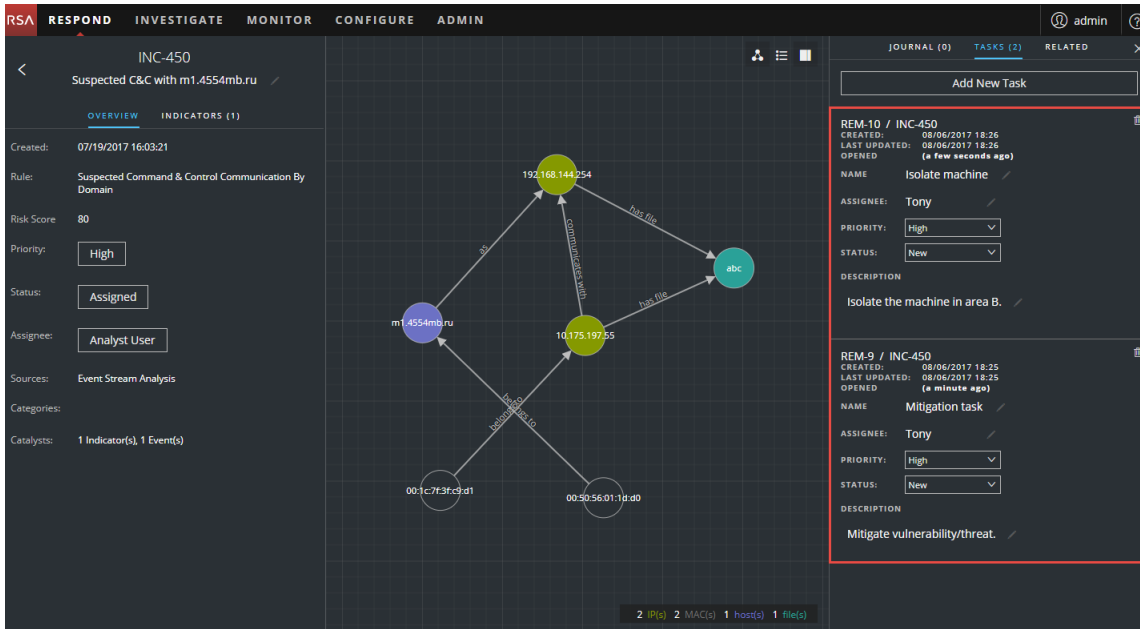 RSA RESPOND INVESTIGATE MONITOR CONFIGURE ADMIN admin
INC-450
Suspected C&C with m1.4554mb.ru
OVERVIEW INDICATORS (1)
Created: 07/19/2017 16:03:21
Rule: Suspected Command & Control Communication By
Domain
Risk Score 80
Priority: High
Status: Assigned
Assignee: Analyst User
Sources: Event Stream Analysis
Categories:
Catalysts: 1 Indicator(s), 1 Event(s)
192.168.144.254
has file
as
communicates with
abc
has file
m1.4554mb.ru
10.175.197.55
belongs to
belongs to
00:1c:7f:3f:c9:d1
00:50:56:01:1d:d0
2 IP(s) 2 MAC(s) 1 host(s) 1 file(s)
JOURNAL (0) TASKS (2) RELATED
Add New Task
REM-10 / INC-450
CREATED: 08/06/2017 18:26
LAST UPDATED: 08/06/2017 18:26
OPENED (a few seconds ago)
NAME Isolate machine
ASSIGNEE: Tony
PRIORITY: High
STATUS: New
DESCRIPTION
Isolate the machine in area B.
REM-9 / INC-450
CREATED: 08/06/2017 18:25
LAST UPDATED: 08/06/2017 18:25
OPENED (a minute ago)
NAME Mitigation task
ASSIGNEE: Tony
PRIORITY: High
STATUS: New
DESCRIPTION
Mitigate vulnerability/threat.